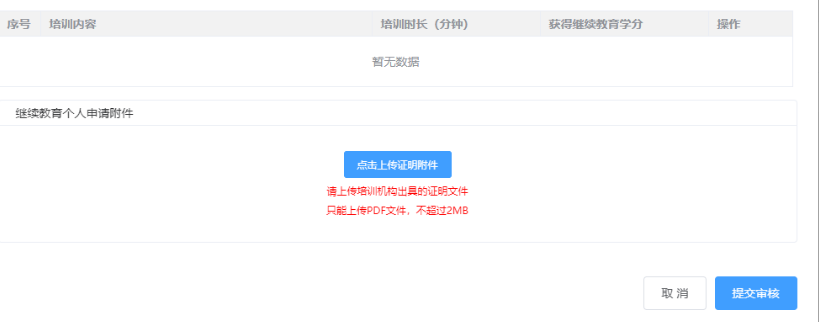 序号 培训内容 培训时长（分钟） 获得继续教育学分 操作
暂无数据
继续教育个人申请附件
点击上传证明附件
请上传培训机构出具的证明文件
只能上传PDF文件，不超过2MB
取 消 提交审核